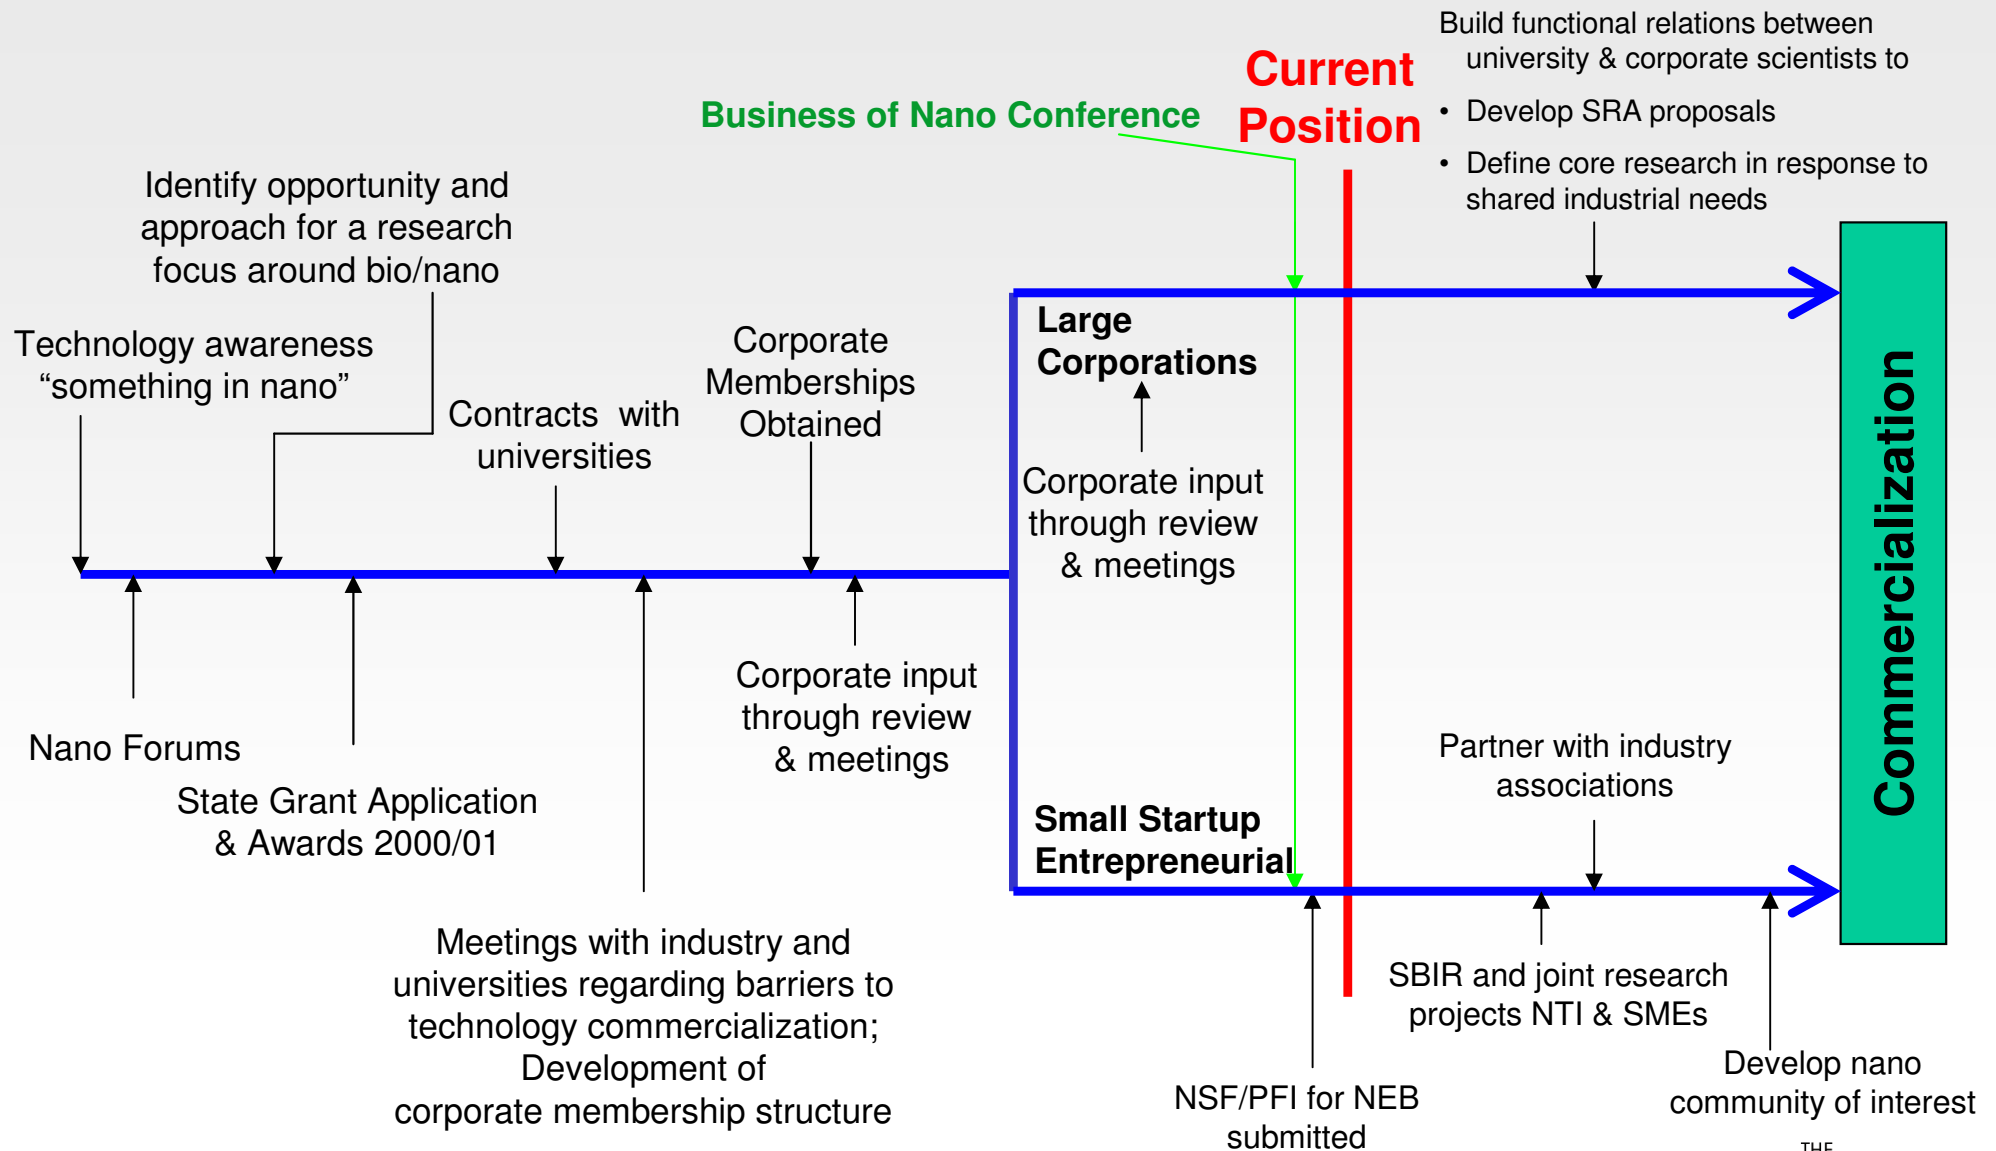 Build functional relations between
university & corporate scientists to
• Develop SRA proposals
• Define core research in response to
shared industrial needs
Current
Position
Business of Nano Conference
Identify opportunity and
approach for a research
focus around bio/nano
Technology awareness
“something in nano”
Contracts with
universities
Corporate
Memberships
Obtained
Large
Corporations
Corporate input
through review
& meetings
Commercialization
Nano Forums
State Grant Application
& Awards 2000/01
Corporate input
through review
& meetings
Small Startup
Entrepreneurial
Partner with industry
associations
Meetings with industry and
universities regarding barriers to
technology commercialization;
Development of
corporate membership structure
NSF/PFI for NEB
submitted
SBIR and joint research
projects NTI & SMEs
Develop nano
community of interest
THE